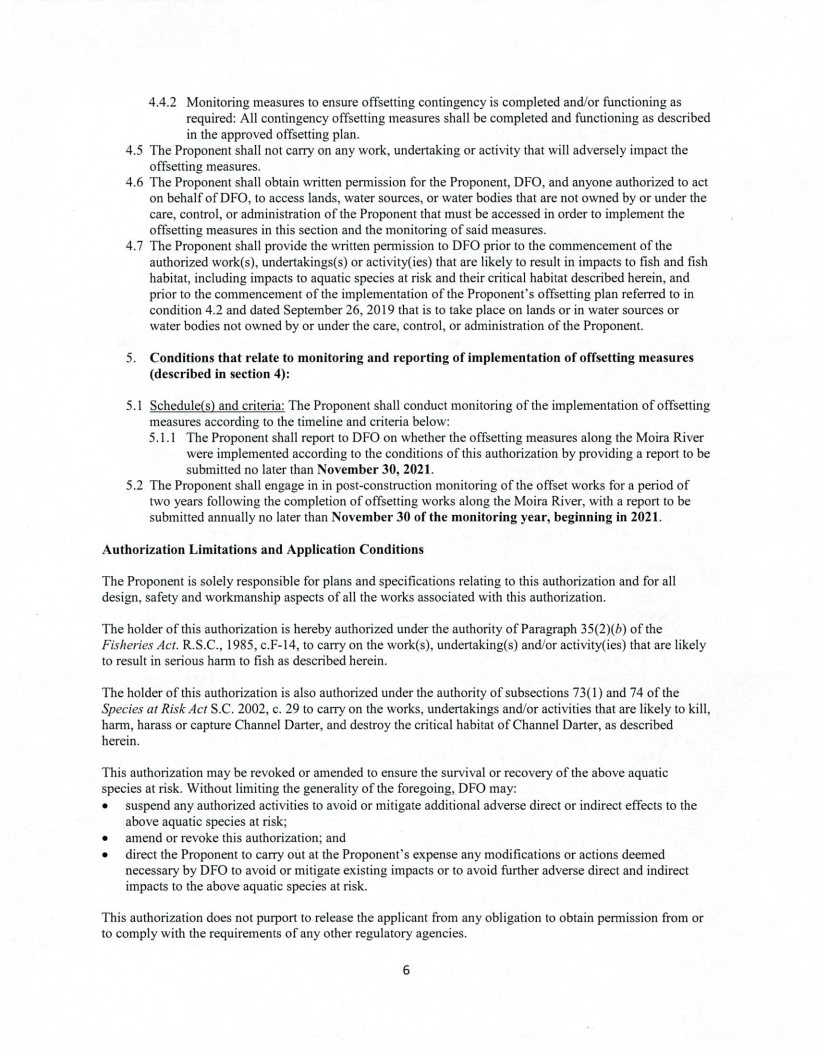 4.4.2 Monitoring measures to ensure offsetting contingency is completed and/or functioning as
required: All contingency offsetting measures shall be completed and functioning as described
in the approved offsetting plan.
4.5 The Proponent shall not carry on any work, undertaking or activity that will adversely impact the
offsetting measures.
4.6 The Proponent shall obtain written permission for the Proponent, DFO, and anyone authorized to act
on behalf of DFO, to access lands, water sources, or water bodies that are not owned by or under the
care, control, or administration of the Proponent that must be accessed in order to implement the
offsetting measures in this section and the monitoring of said measures.
4.7 The Proponent shall provide the written permission to DFO prior to the commencement of the
authorized work(s), undertakings(s) or activity(ies) that are likely to result in impacts to fish and fish
habitat, including impacts to aquatic species at risk and their critical habitat described herein, and
prior to the commencement of the implementation of the Proponent's offsetting plan referred to in
condition 4.2 and dated September 26, 2019 that is to take place on lands or in water sources or
water bodies not owned by or under the care, control, or administration of the Proponent.
5. Conditions that relate to monitoring and reporting of implementation of offsetting measures
(described in section 4):
5.1 Schedule(s) and criteria: The Proponent shall conduct monitoring of the implementation of offsetting
measures according to the timeline and criteria below:
5.1.1 The Proponent shall report to DFO on whether the offsetting measures along the Moira River
were implemented according to the conditions of this authorization by providing a report to be
submitted no later than November 30, 2021.
5.2 The Proponent shall engage in in post-construction monitoring of the offset works for a period of
two years following the completion of offsetting works along the Moira River, with a report to be
submitted annually no later than November 30 of the monitoring year, beginning in 2021.
Authorization Limitations and Application Conditions
The Proponent is solely responsible for plans and specifications relating to this authorization and for all
design, safety and workmanship aspects of all the works associated with this authorization.
The holder of this authorization is hereby authorized under the authority of Paragraph 35(2)(b) of the
Fisheries Act. R.S.C., 1985, c.F-14, to carry on the work(s), undertaking(s) and/or activity(ies) that are likely
to result in serious harm to fish as described herein.
The holder of this authorization is also authorized under the authority of subsections 73(1) and 74 of the
Species at Risk Act S.C. 2002, c. 29 to carry on the works, undertakings and/or activities that are likely to kill,
harm, harass or capture Channel Darter, and destroy the critical habitat of Channel Darter, as described
herein.
This authorization may be revoked or amended to ensure the survival or recovery of the above aquatic
species at risk. Without limiting the generality of the foregoing, DFO may:
• suspend any authorized activities to avoid or mitigate additional adverse direct or indirect effects to the
above aquatic species at risk;
• amend or revoke this authorization; and
• direct the Proponent to carry out at the Proponent's expense any modifications or actions deemed
necessary by DFO to avoid or mitigate existing impacts or to avoid further adverse direct and indirect
impacts to the above aquatic species at risk.
This authorization does not purport to release the applicant from any obligation to obtain permission from or
to comply with the requirements of any other regulatory agencies.
6